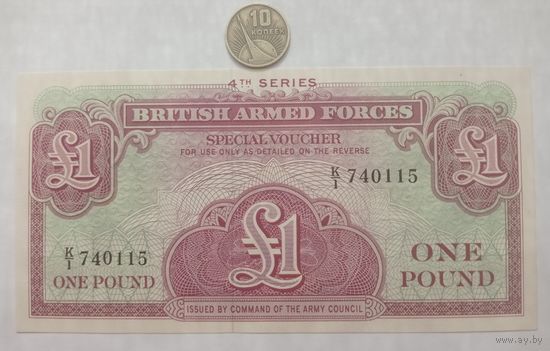 10
КОПЕЕК
4TH SERIES
BRITISH ARMED FORCES
SPECIAL VOUCHER
FOR USE ONLY AS DETAILED ON THE REVERSE
£1
£1
K/1 740115
K/1 740115
£1
ONE POUND
ONE
POUND
ISSUED BY COMMAND OF THE ARMY COUNCIL
www.ay.by